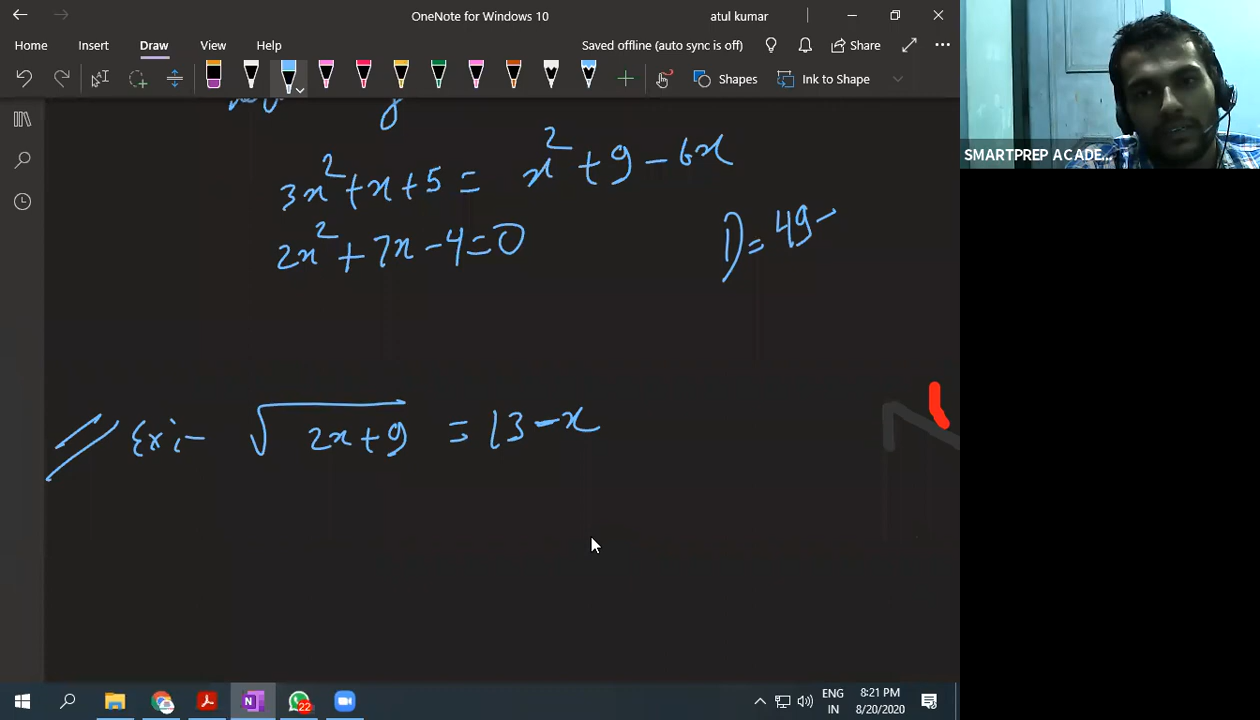 OneNote for Windows 10
atul kumar
Home Insert Draw View Help
Saved offline (auto sync is off)
Share
Shapes
Ink to Shape
SMARTPREP ACADE...
3x²+x+5 = x²+9-6x
2x²+7x-4=0
D=49-
Ex:- √2x+9 = 13-x
22
ENG
IN
8:21 PM
8/20/2020